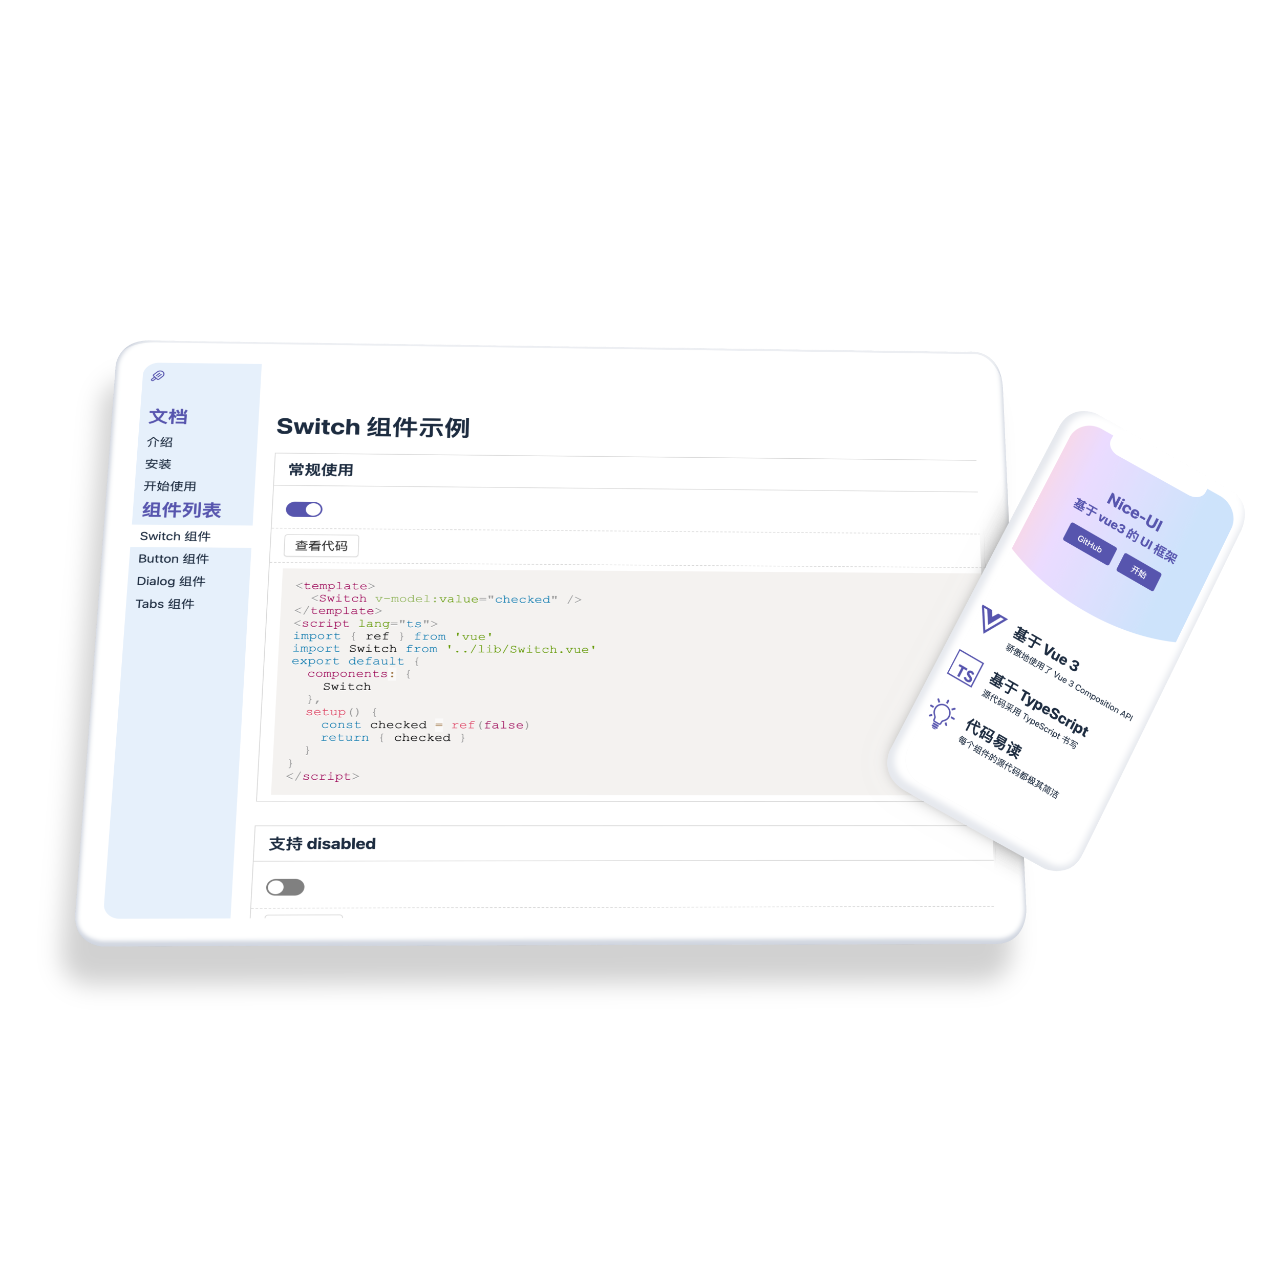 文档
介绍
安装
开始使用
组件列表
Switch 组件
Button 组件
Dialog 组件
Tabs 组件
Switch 组件示例
常规使用
查看代码
<template>
<Switch v-model:value="checked" />
</template>
<script lang="ts">
import { ref } from 'vue'
import Switch from '../lib/Switch.vue'
export default {
components: {
Switch
},
setup() {
const checked = ref(false)
return { checked }
}
}
</script>
支持 disabled
Nice-UI
基于 vue3 的 UI 框架
GitHub
开始
基于 Vue 3
骄傲地使用了 Vue 3 Composition API
TS
基于 TypeScript
源代码采用 TypeScript 书写
代码易读
每个组件的源代码都极其简洁